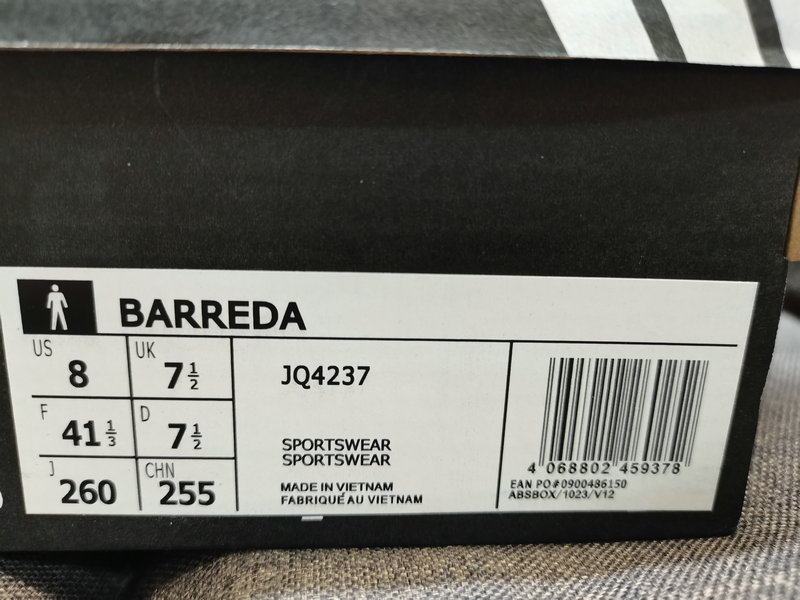 BARREDA
US 8 UK 7 1/2
F 41 1/3 D 7 1/2
J 260 CHN 255
JQ4237
SPORTSWEAR
SPORTSWEAR
MADE IN VIETNAM
FABRIQUÉ AU VIETNAM
4 068802 459378
EAN PO#0900486150
ABSBOX/1023/V12